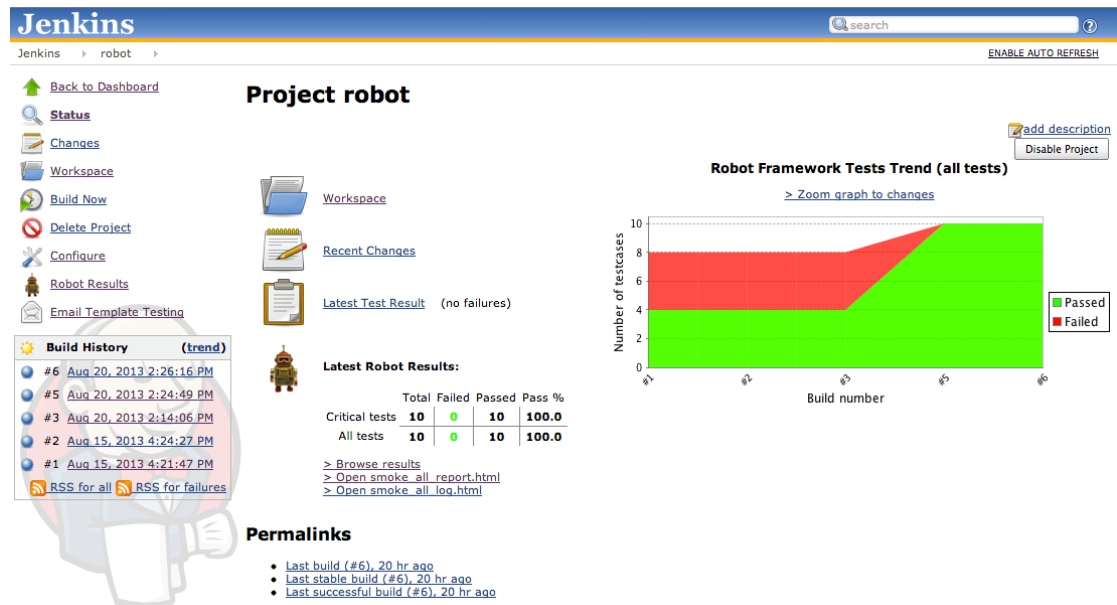 Jenkins
search
Jenkins robot
ENABLE AUTO REFRESH
Back to Dashboard
Status
Changes
Workspace
Build Now
Delete Project
Configure
Robot Results
Email Template Testing
Build History (trend)
#6 Aug 20, 2013 2:26:16 PM
#5 Aug 20, 2013 2:24:49 PM
#3 Aug 20, 2013 2:14:06 PM
#2 Aug 15, 2013 4:24:27 PM
#1 Aug 15, 2013 4:21:47 PM
RSS for all RSS for failures
Project robot
add description
Disable Project
Workspace
Recent Changes
Latest Test Result (no failures)
Latest Robot Results:
Total Failed Passed Pass %
Critical tests 10 0 10 100.0
All tests 10 0 10 100.0
> Browse results
> Open smoke_all_report.html
> Open smoke_all_log.html
Robot Framework Tests Trend (all tests)
> Zoom graph to changes
Number of testcases
10
8
6
4
2
0
#1 #2 #3 #5 #6
Build number
Passed
Failed
Permalinks
Last build (#6), 20 hr ago
Last stable build (#6), 20 hr ago
Last successful build (#6), 20 hr ago